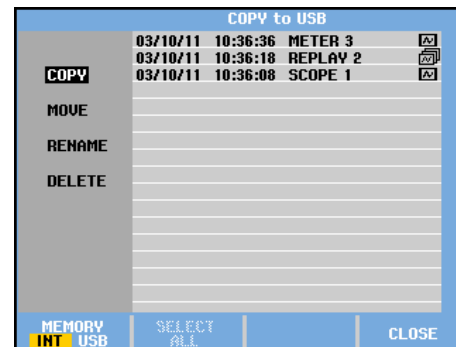 COPY to USB
03/10/11 10:36:36 METER 3
03/10/11 10:36:18 REPLAY 2
03/10/11 10:36:08 SCOPE 1
COPY
MOVE
RENAME
DELETE
MEMORY
INT USB
SELECT
ALL
CLOSE